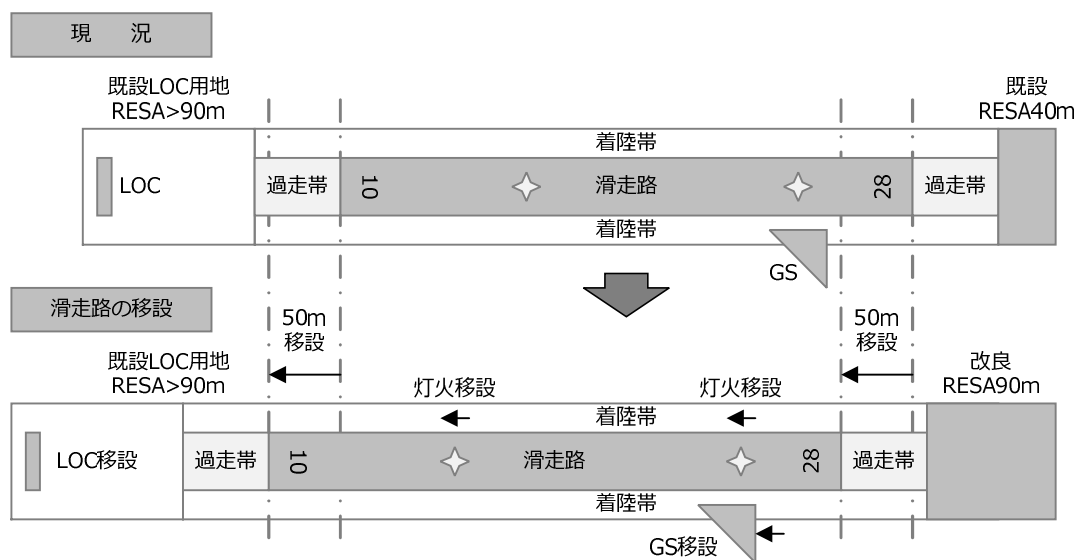 現　況
既設LOC用地
RESA>90m
既設
RESA40m
着陸帯
LOC
過走帯
10
滑走路
28
過走帯
着陸帯
GS
滑走路の移設
50m
移設
50m
移設
既設LOC用地
RESA>90m
改良
RESA90m
灯火移設
灯火移設
着陸帯
LOC移設
過走帯
10
滑走路
28
過走帯
着陸帯
GS移設